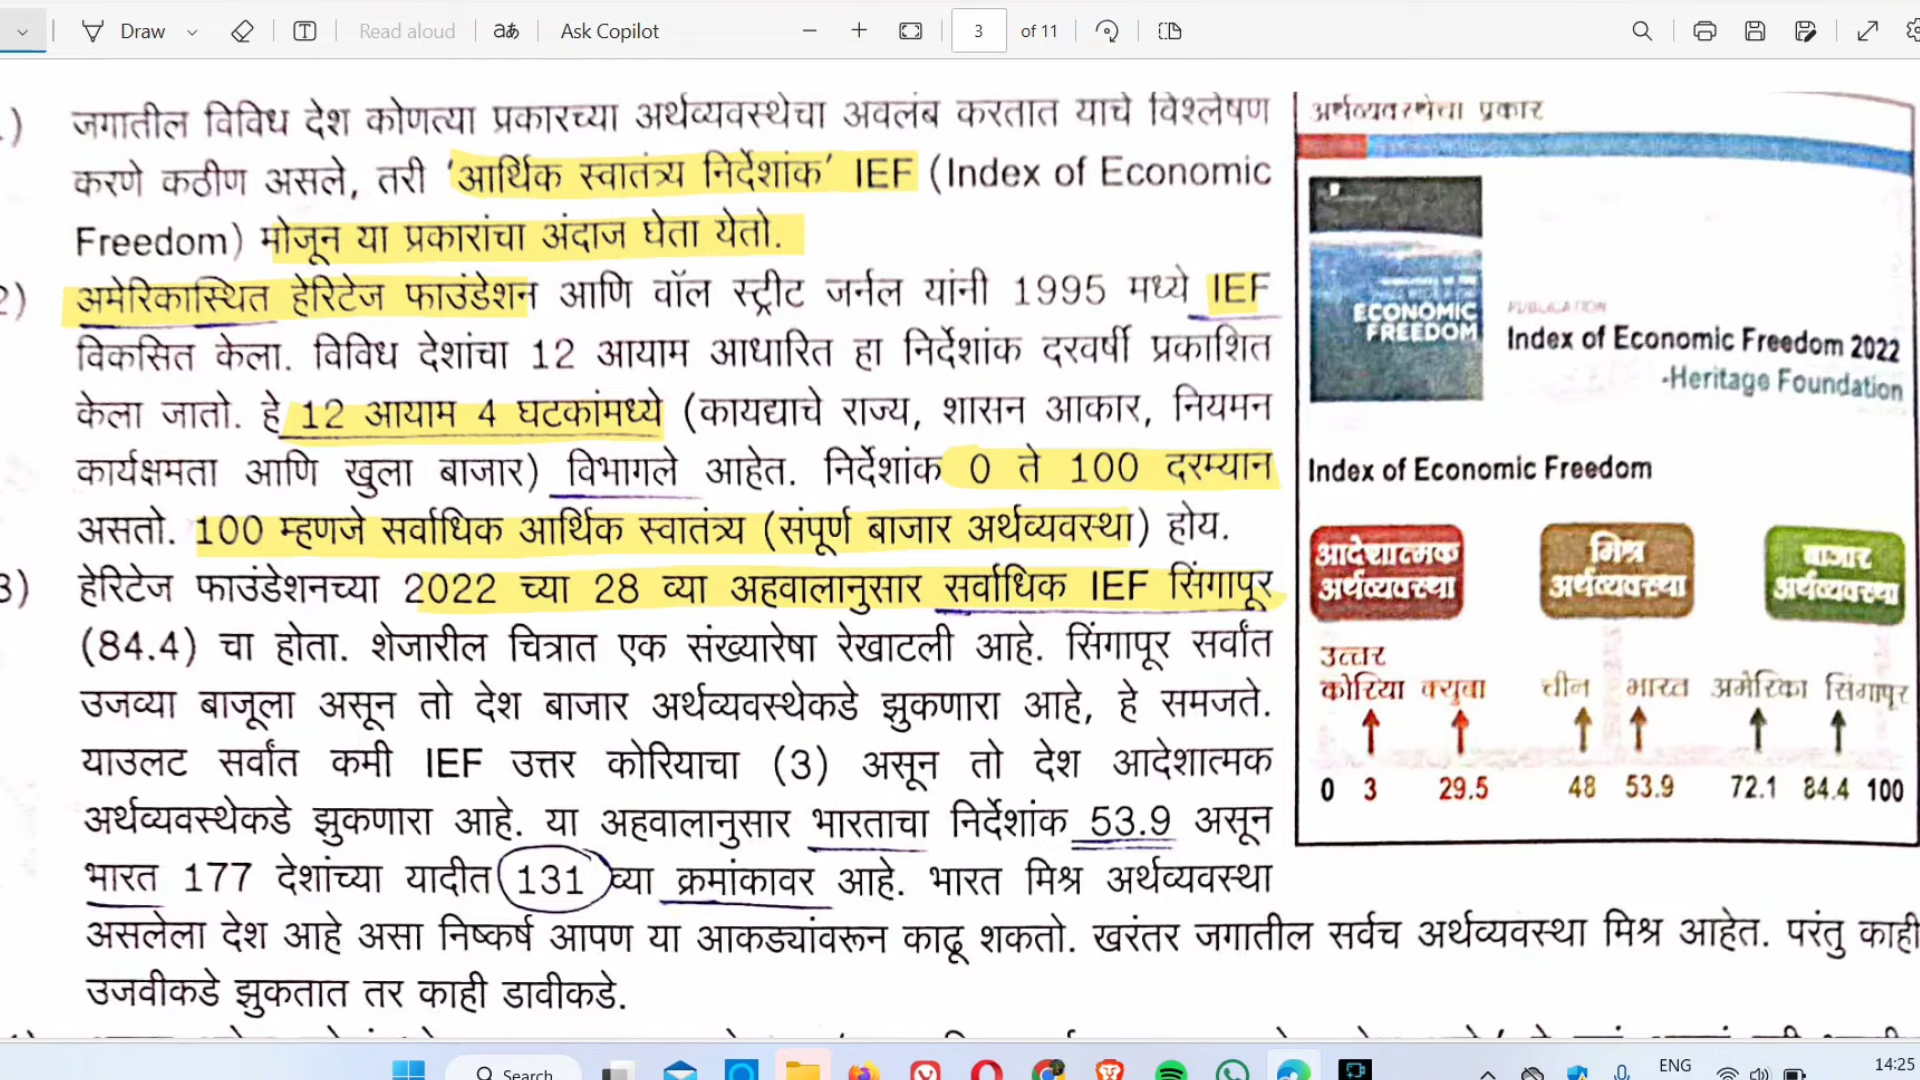 Draw
Read aloud
aあ
Ask Copilot
3
of 11
जगातील विविध देश कोणत्या प्रकारच्या अर्थव्यवस्थेचा अवलंब करतात याचे विश्लेषण
करणे कठीण असले, तरी ‘आर्थिक स्वातंत्र्य निर्देशांक’ IEF (Index of Economic
Freedom) मोजून या प्रकारांचा अंदाज घेता येतो.
2) अमेरिकास्थित हेरिटेज फाउंडेशन आणि वॉल स्ट्रीट जर्नल यांनी 1995 मध्ये IEF
विकसित केला. विविध देशांचा 12 आयाम आधारित हा निर्देशांक दरवर्षी प्रकाशित
केला जातो. हे 12 आयाम 4 घटकांमध्ये (कायद्याचे राज्य, शासन आकार, नियमन
कार्यक्षमता आणि खुला बाजार) विभागले आहेत. निर्देशांक 0 ते 100 दरम्यान
असतो. 100 म्हणजे सर्वाधिक आर्थिक स्वातंत्र्य (संपूर्ण बाजार अर्थव्यवस्था) होय.
3) हेरिटेज फाउंडेशनच्या 2022 च्या 28 व्या अहवालानुसार सर्वाधिक IEF सिंगापूर
(84.4) चा होता. शेजारील चित्रात एक संख्यारेषा रेखाटली आहे. सिंगापूर सर्वांत
उजव्या बाजूला असून तो देश बाजार अर्थव्यवस्थेकडे झुकणारा आहे, हे समजते.
याउलट सर्वांत कमी IEF उत्तर कोरियाचा (3) असून तो देश आदेशात्मक
अर्थव्यवस्थेकडे झुकणारा आहे. या अहवालानुसार भारताचा निर्देशांक 53.9 असून
भारत 177 देशांच्या यादीत 131 व्या क्रमांकावर आहे. भारत मिश्र अर्थव्यवस्था
असलेला देश आहे असा निष्कर्ष आपण या आकड्यांवरून काढू शकतो. खरंतर जगातील सर्वच अर्थव्यवस्था मिश्र आहेत. परंतु काही
उजवीकडे झुकतात तर काही डावीकडे.
अर्थव्यवस्थेचा प्रकार
ECONOMIC
FREEDOM
PUBLICATION
Index of Economic Freedom 2022
-Heritage Foundation
Index of Economic Freedom
आदेशात्मक अर्थव्यवस्था
मिश्र अर्थव्यवस्था
बाजार अर्थव्यवस्था
उत्तर
कोरिया क्युबा चीन भारत अमेरिका सिंगापूर
0 3 29.5 48 53.9 72.1 84.4 100
Search
ENG
14:25